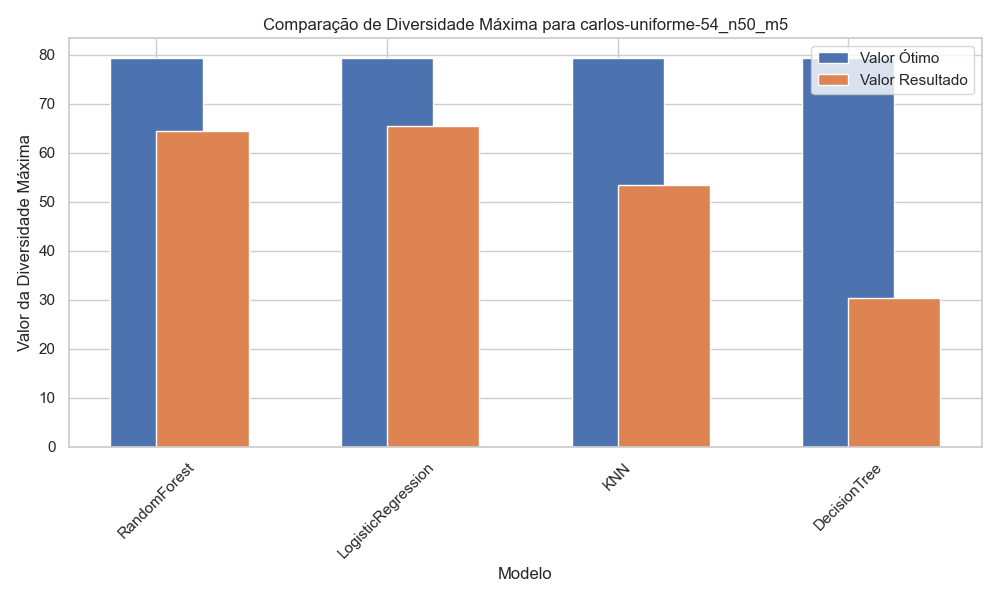 Comparação de Diversidade Máxima para carlos-uniforme-54_n50_m5
Valor Ótimo
Valor Resultado
Valor da Diversidade Máxima
80
70
60
50
40
30
20
10
0
RandomForest
LogisticRegression
KNN
DecisionTree
Modelo